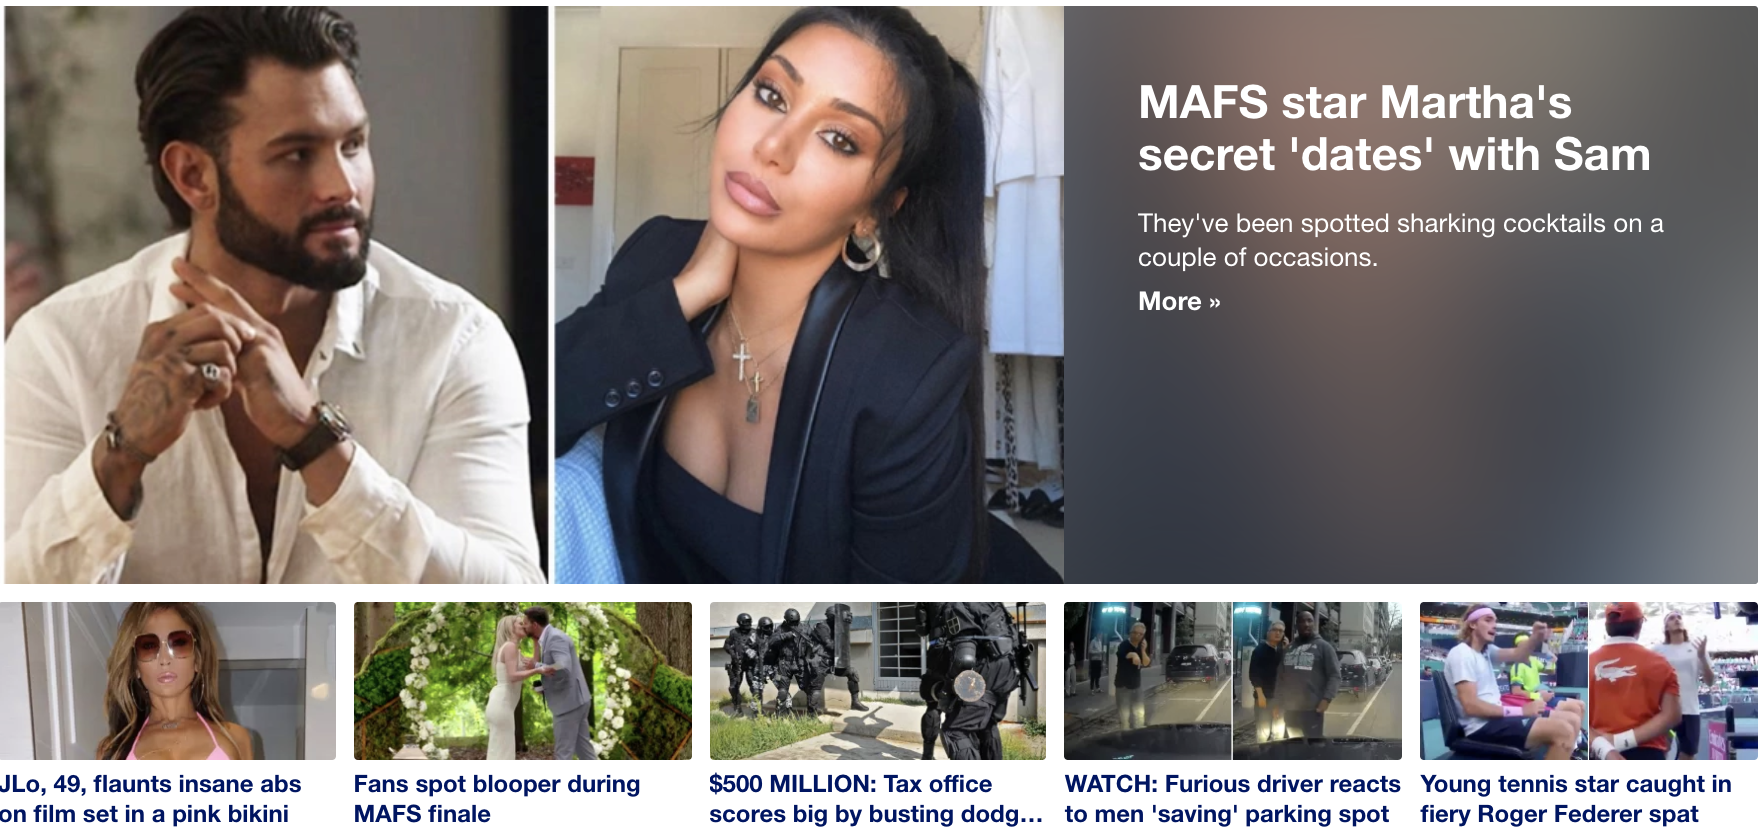 MAFS star Martha's
secret 'dates' with Sam
They've been spotted sharking cocktails on a
couple of occasions.
More »
JLo, 49, flaunts insane abs
on film set in a pink bikini
Fans spot blooper during
MAFS finale
$500 MILLION: Tax office
scores big by busting dodg...
WATCH: Furious driver reacts
to men 'saving' parking spot
Young tennis star caught in
fiery Roger Federer spat